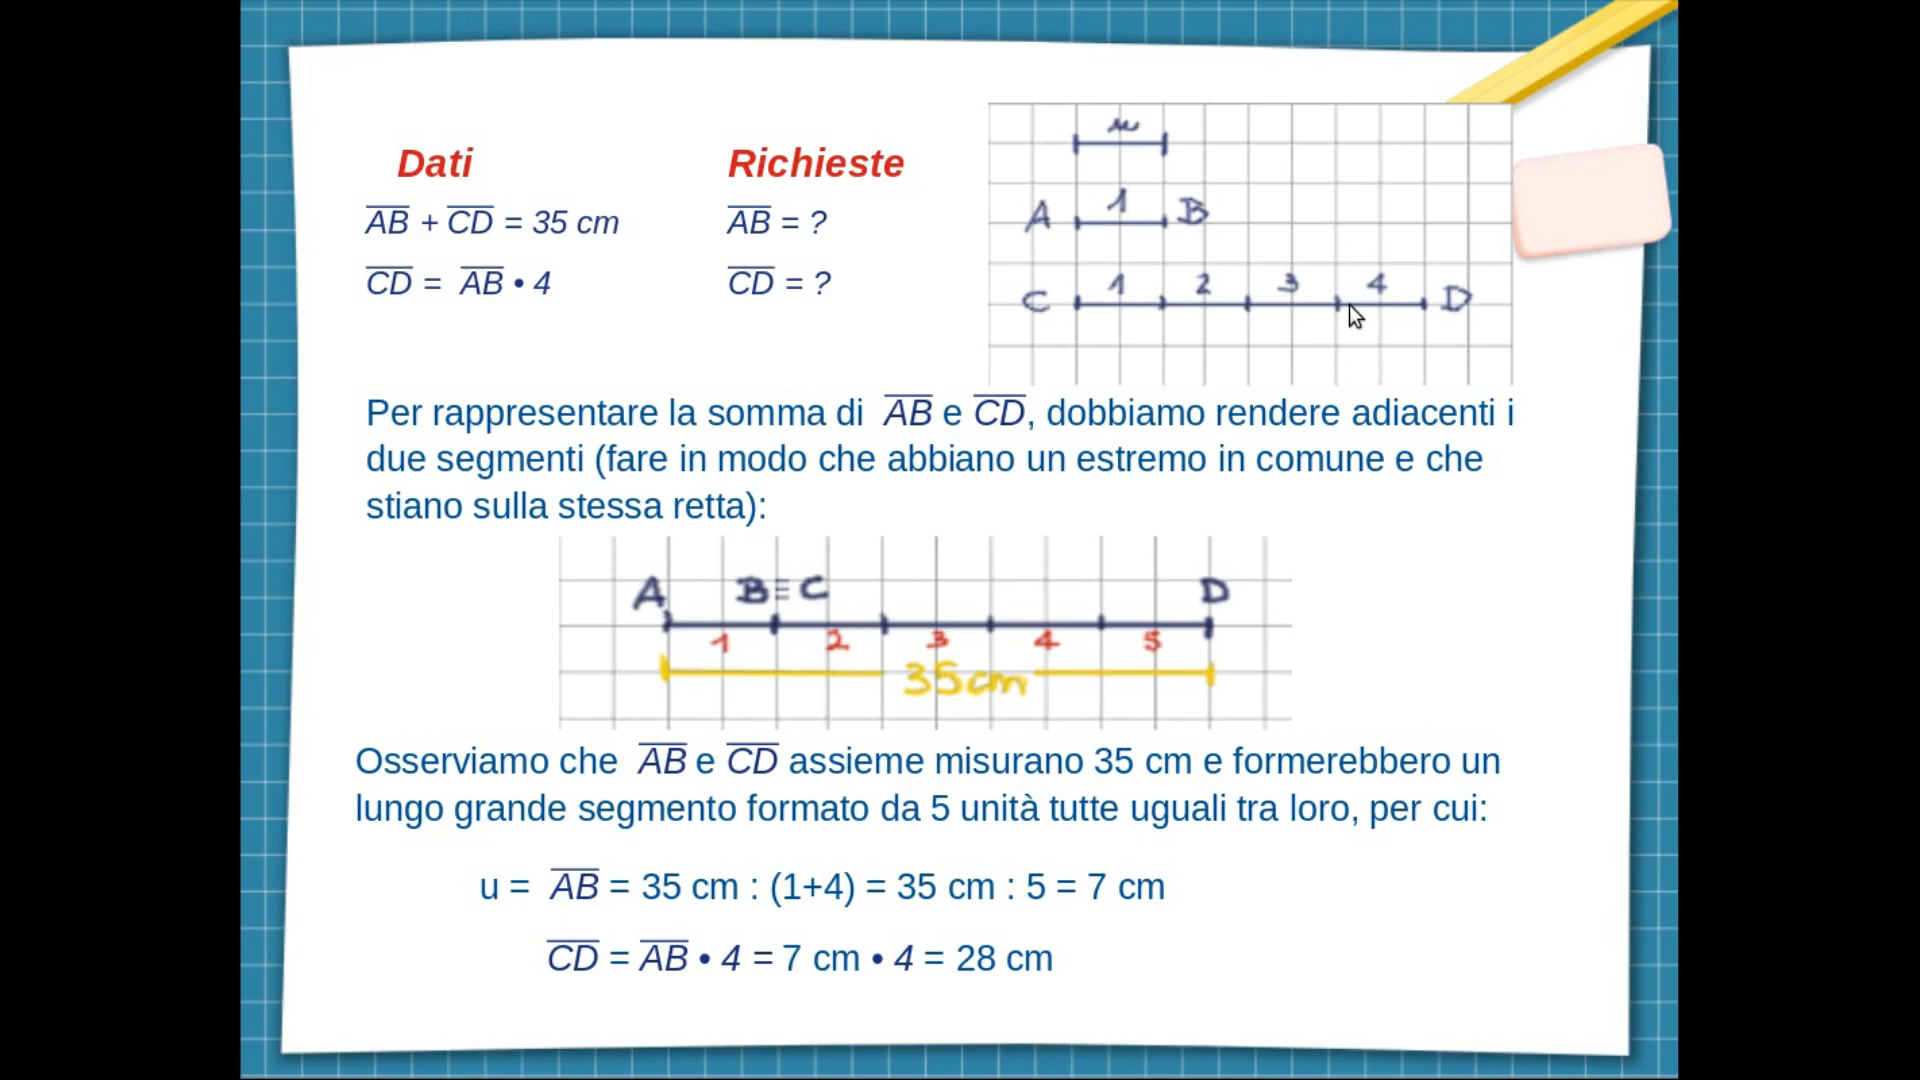 Dati
Richieste
AB + CD = 35 cm
AB = ?
CD = AB • 4
CD = ?
u
A 1 B
C 1 2 3 4 D
Per rappresentare la somma di AB e CD, dobbiamo rendere adiacenti i
due segmenti (fare in modo che abbiano un estremo in comune e che
stiano sulla stessa retta):
A B≡C D
1 2 3 4 5
35cm
Osserviamo che AB e CD assieme misurano 35 cm e formerebbero un
lungo grande segmento formato da 5 unità tutte uguali tra loro, per cui:
u = AB = 35 cm : (1+4) = 35 cm : 5 = 7 cm
CD = AB • 4 = 7 cm • 4 = 28 cm